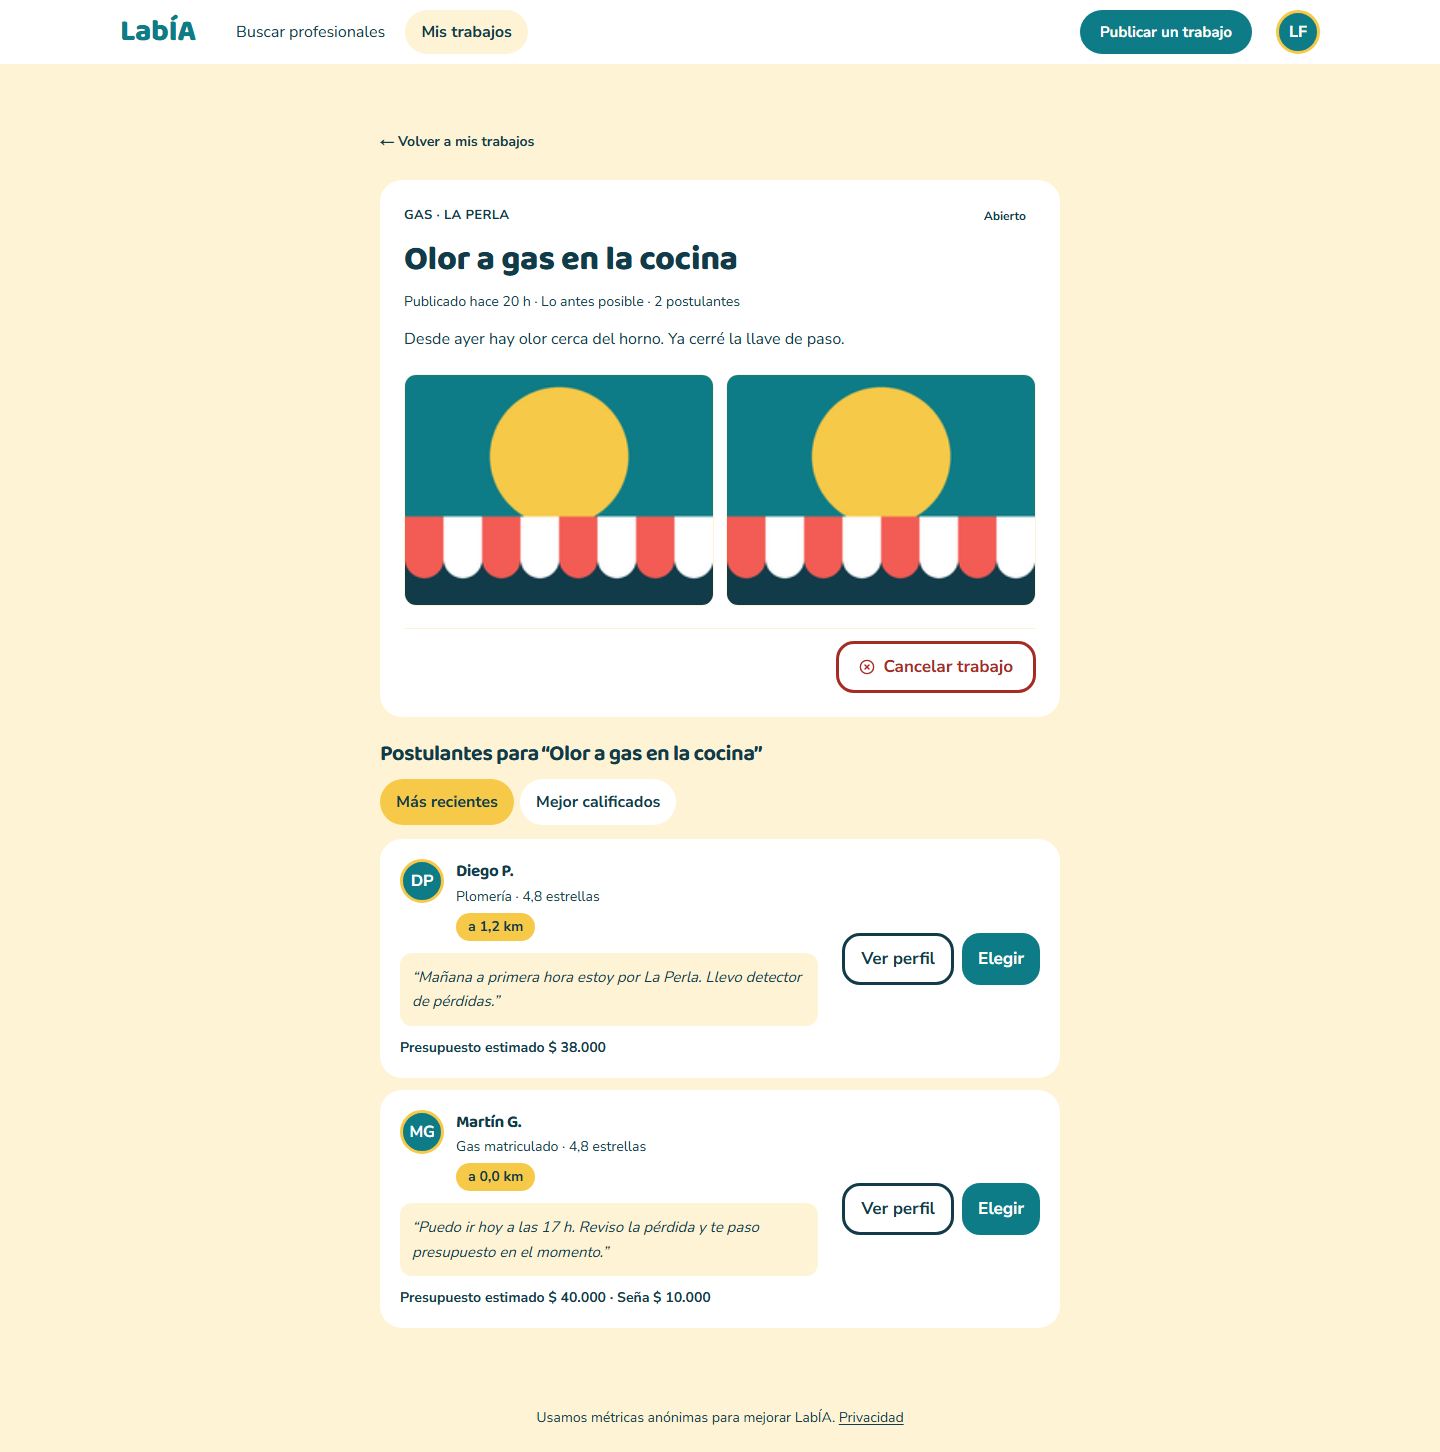 LabÍA
Buscar profesionales
Mis trabajos
Publicar un trabajo
LF
← Volver a mis trabajos
GAS · LA PERLA
Abierto
Olor a gas en la cocina
Publicado hace 20 h · Lo antes posible · 2 postulantes
Desde ayer hay olor cerca del horno. Ya cerré la llave de paso.
Cancelar trabajo
Postulantes para “Olor a gas en la cocina”
Más recientes
Mejor calificados
DP
Diego P.
Plomería · 4,8 estrellas
a 1,2 km
“Mañana a primera hora estoy por La Perla. Llevo detector
de pérdidas.”
Presupuesto estimado $ 38.000
Ver perfil
Elegir
MG
Martín G.
Gas matriculado · 4,8 estrellas
a 0,0 km
“Puedo ir hoy a las 17 h. Reviso la pérdida y te paso
presupuesto en el momento.”
Presupuesto estimado $ 40.000 · Seña $ 10.000
Ver perfil
Elegir
Usamos métricas anónimas para mejorar LabÍA. Privacidad